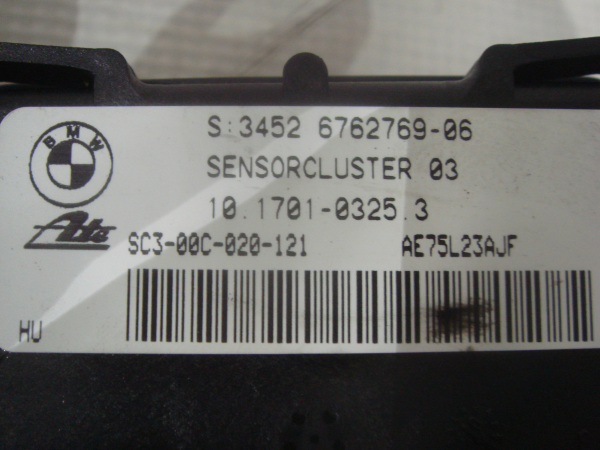 BMW
S:3452 6762769-06
SENSORCLUSTER 03
Ate
10.1701-0325.3
SC3-00C-020-121 AE75L23AJF
HU